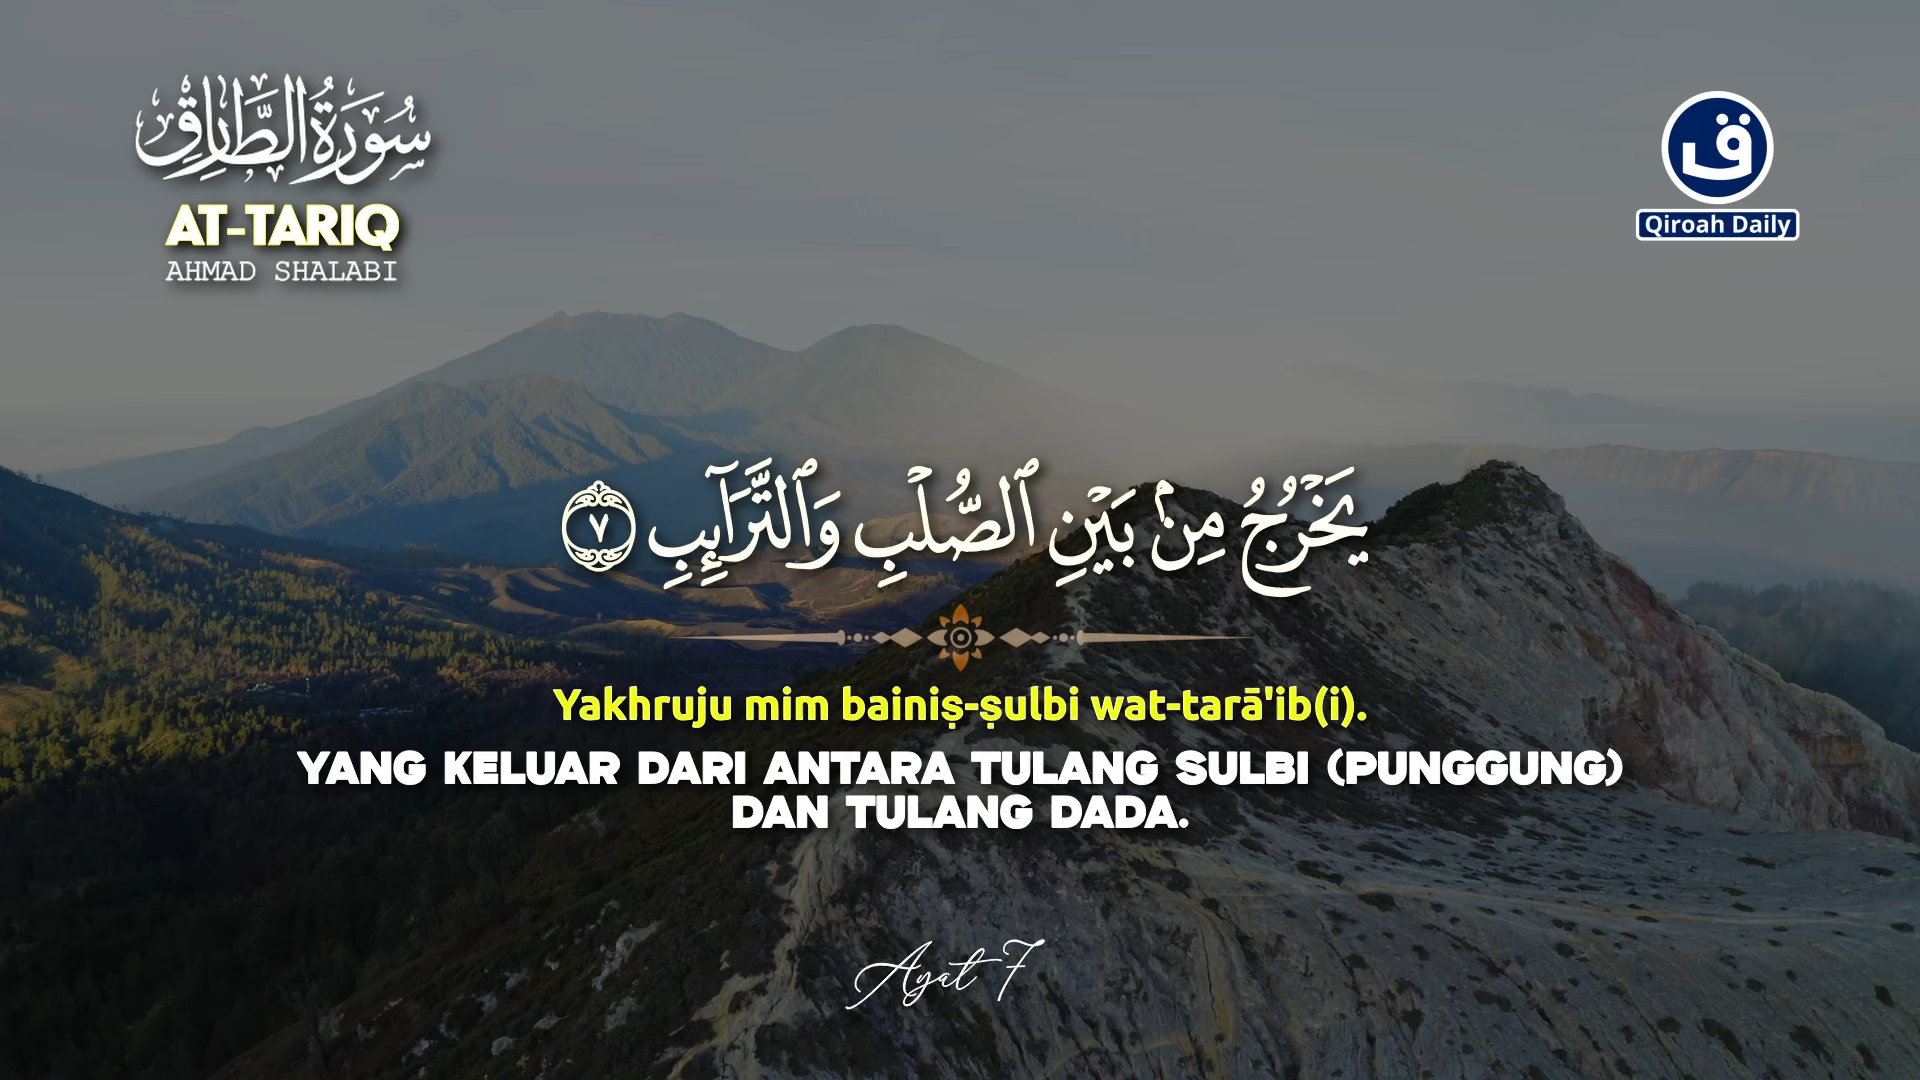 سُورَةُ الطَّارِقِ
AT-TARIQ
AHMAD SHALABI
ق
Qiroah Daily
يَخْرُجُ مِنۢ بَيْنِ ٱلصُّلْبِ وَٱلتَّرَآئِبِ ٧
Yakhruju mim bainiṣ-ṣulbi wat-tarā'ib(i).
YANG KELUAR DARI ANTARA TULANG SULBI (PUNGGUNG)
DAN TULANG DADA.
Ayat 7